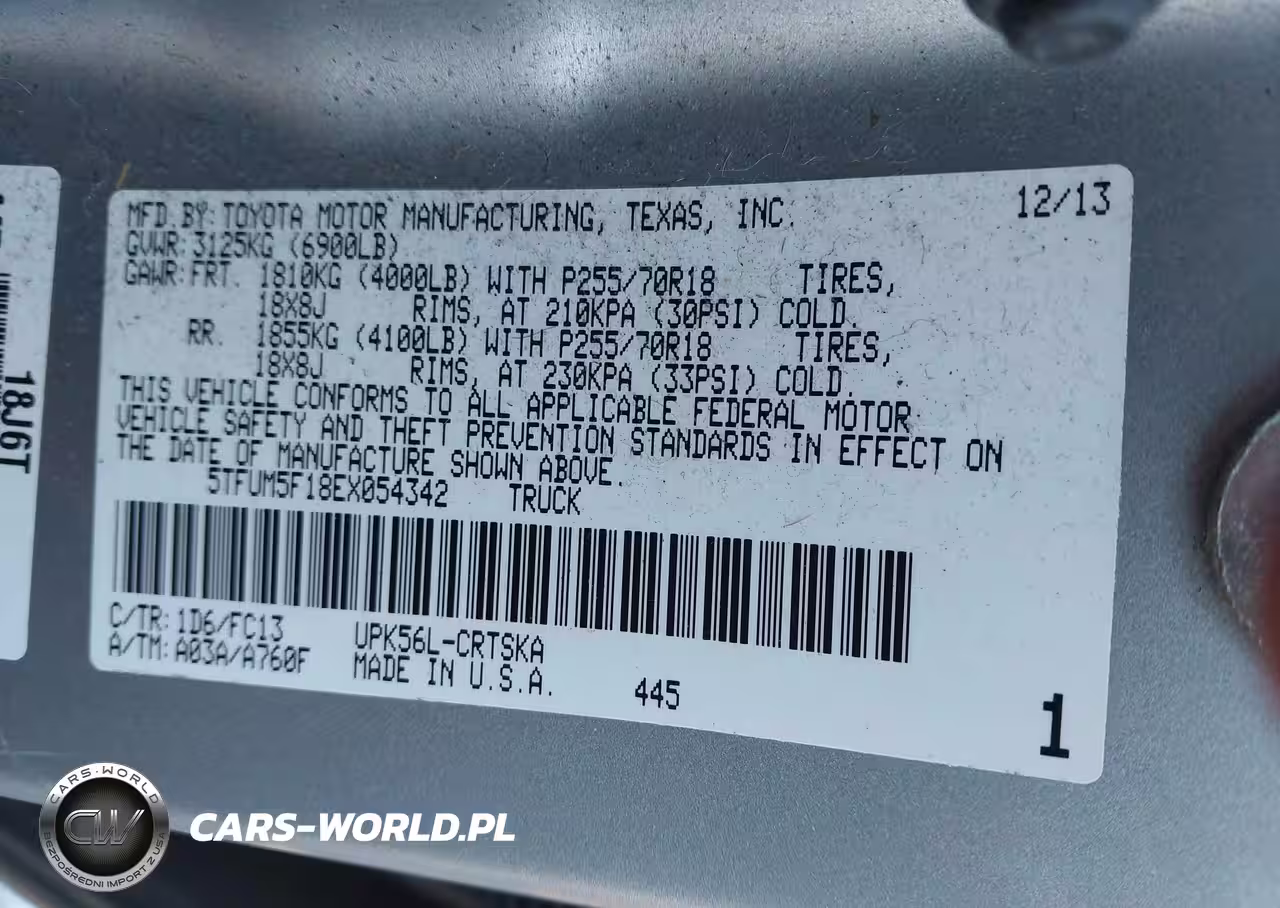 MFD. BY: TOYOTA MOTOR MANUFACTURING, TEXAS, INC. 12/13
GVWR: 3125KG (6900LB)
GAWR: FRT. 1810KG (4000LB) WITH P255/70R18 TIRES,
18X8J RIMS, AT 210KPA (30PSI) COLD.
RR. 1855KG (4100LB) WITH P255/70R18 TIRES,
18X8J RIMS, AT 230KPA (33PSI) COLD.
THIS VEHICLE CONFORMS TO ALL APPLICABLE FEDERAL MOTOR
VEHICLE SAFETY AND THEFT PREVENTION STANDARDS IN EFFECT ON
THE DATE OF MANUFACTURE SHOWN ABOVE.
5TFUM5F18EX054342 TRUCK
C/TR: 1D6/FC13 UPK56L-CRTSKA
A/TM: A03A/A760F MADE IN U.S.A. 445
1
18J6T
CARS-WORLD
CW
BEZPOŚREDNI IMPORT Z USA
CARS-WORLD.PL